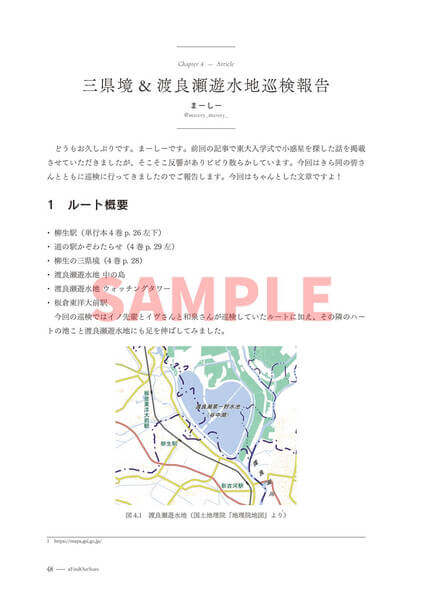 Chapter 4 — Article
三県境 & 渡良瀬遊水地巡検報告
まーしー
どうもお久しぶりです。まーしーです。前回の記事で東大入学式で小惑星を探した話を掲載
させていただきましたが、そこそこ反響がありビビり散らかしています。今回はきら同の皆さ
んとともに巡検に行ってきましたのでご報告します。今回はちゃんとした文章ですよ!
1 ルート概要
・ 柳生駅（単行本 4 巻 p. 26 左下）
・ 道の駅かぞわたらせ（4 巻 p. 29 左）
・ 柳生の三県境（4 巻 p. 28）
・ 渡良瀬遊水地 中の島
・ 渡良瀬遊水地 ウォッチングタワー
・ 板倉東洋大前駅
SAMPLE
今回の巡検ではイノ先輩とイヴさんと和泉さんが巡検していたルートに加え、その隣のハー
トの池こと渡良瀬遊水地にも足を伸ばしてみました。
板倉東洋大前駅
渡良瀬第一貯水池
(谷中湖)
柳生駅
新古河駅
渡良瀬川
図 4.1 渡良瀬遊水地（国土地理院『地理院地図』より）
1 https://maps.gsi.go.jp/
48 —— #FindOurStars